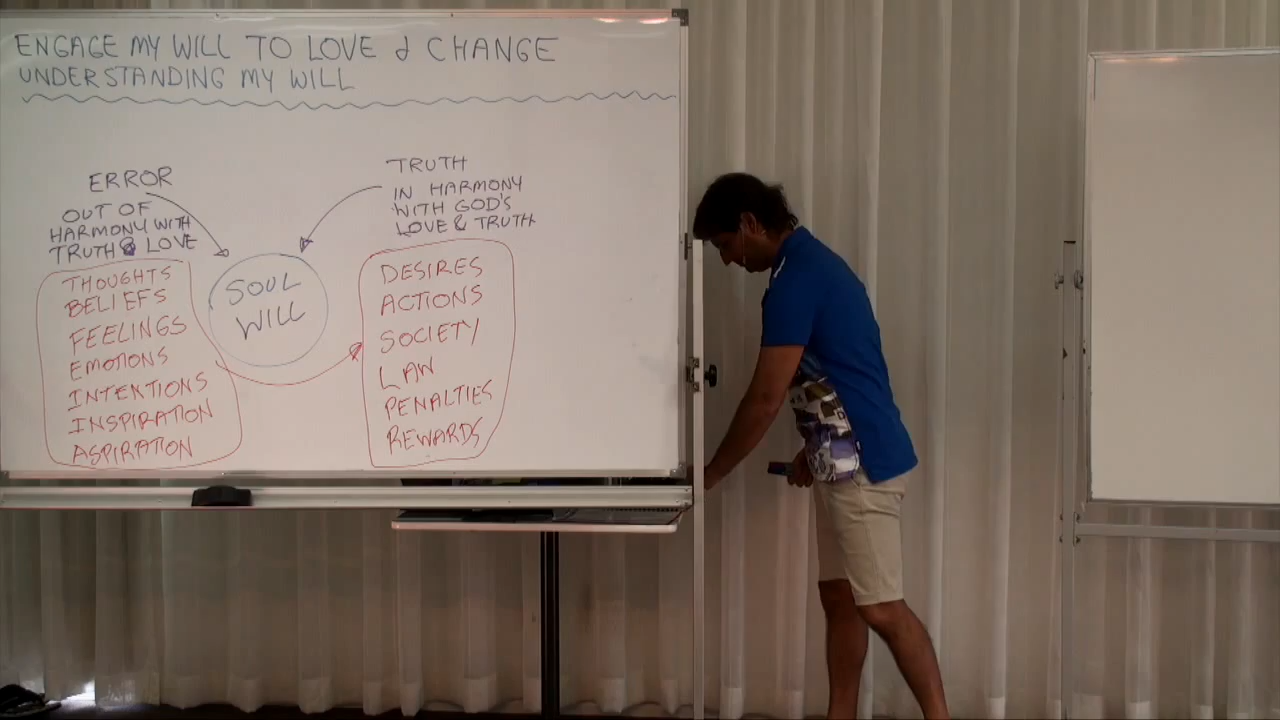 ENGAGE MY WILL TO LOVE & CHANGE
UNDERSTANDING MY WILL
ERROR
OUT OF
HARMONY WITH
TRUTH & LOVE
TRUTH
IN HARMONY
WITH GOD'S
LOVE & TRUTH
SOUL
WILL
THOUGHTS
BELIEFS
FEELINGS
EMOTIONS
INTENTIONS
INSPIRATION
ASPIRATION
DESIRES
ACTIONS
SOCIETY
LAW
PENALTIES
REWARDS